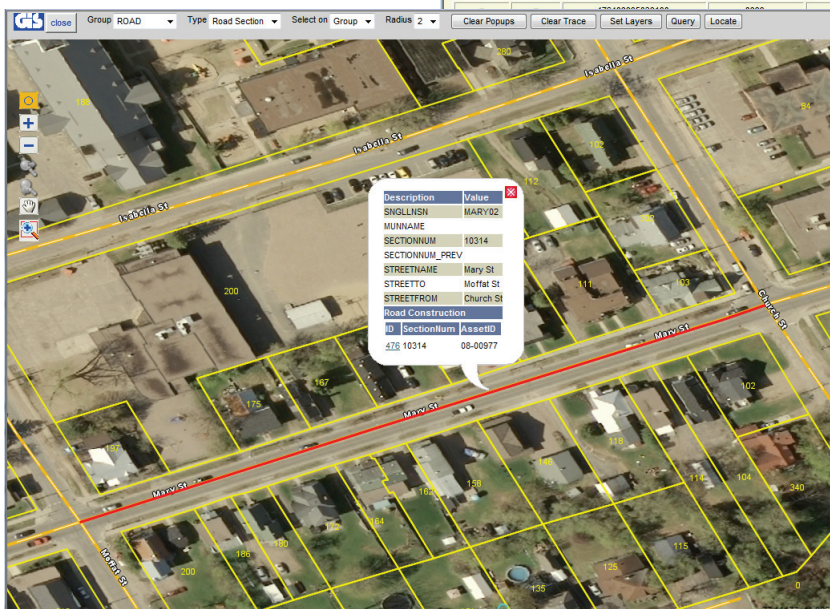 GIS close Group ROAD Type Road Section Select on Group Radius 2 Clear Popups Clear Trace Set Layers Query Locate
280
Isabella St
180
84
Isabella St
102
112
Isabella St
Description Value
SNGLLNSN MARY02
MUNNAME
SECTIONNUM 10314
SECTIONNUM_PREV
STREETNAME Mary St
STREETTO Moffat St
STREETFROM Church St
Road Construction
ID SectionNum AssetID
476 10314 08-00977
200
111
103
Church St
Mary St
167
175
Mary St
102
118
146
187
158
162
114
104
340
Mary St
164
180
186
200
115
125
135
Moffat St
0